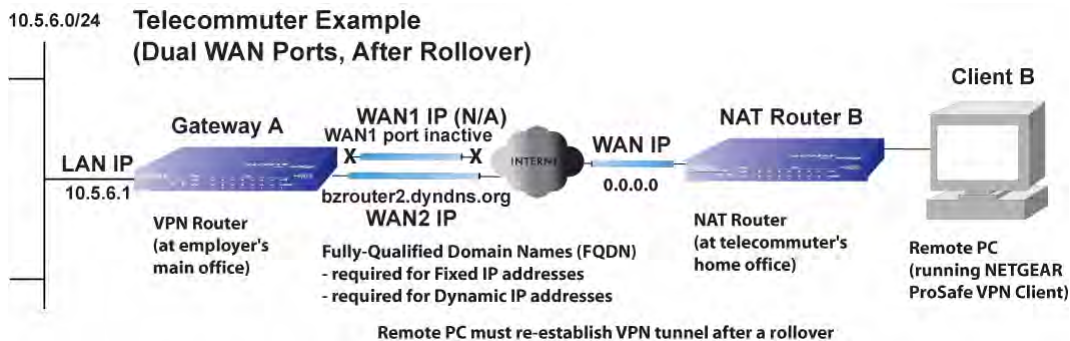 10.5.6.0/24
Telecommuter Example
(Dual WAN Ports, After Rollover)
Client B
Gateway A
WAN1 IP (N/A)
WAN1 port inactive
NAT Router B
LAN IP
X
X
INTERNE
WAN IP
10.5.6.1
bzrouter2.dyndns.org
0.0.0.0
WAN2 IP
VPN Router
(at employer's
main office)
Fully-Qualified Domain Names (FQDN)
- required for Fixed IP addresses
- required for Dynamic IP addresses
NAT Router
(at telecommuter's
home office)
Remote PC
(running NETGEAR
ProSafe VPN Client)
Remote PC must re-establish VPN tunnel after a rollover